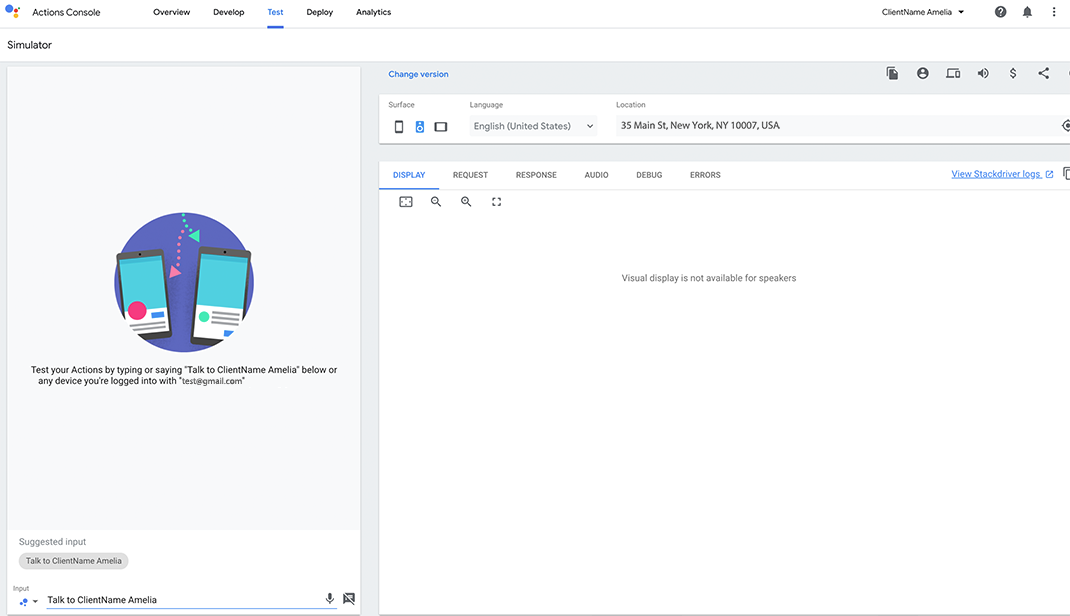 Actions Console
Overview
Develop
Test
Deploy
Analytics
ClientName Amelia
Simulator
Change version
Surface
Language
Location
English (United States)
35 Main St, New York, NY 10007, USA
DISPLAY
REQUEST
RESPONSE
AUDIO
DEBUG
ERRORS
View Stackdriver logs
Visual display is not available for speakers
Test your Actions by typing or saying "Talk to ClientName Amelia" below or
any device you're logged into with "test@gmail.com"
Suggested input
Talk to ClientName Amelia
Input
Talk to ClientName Amelia